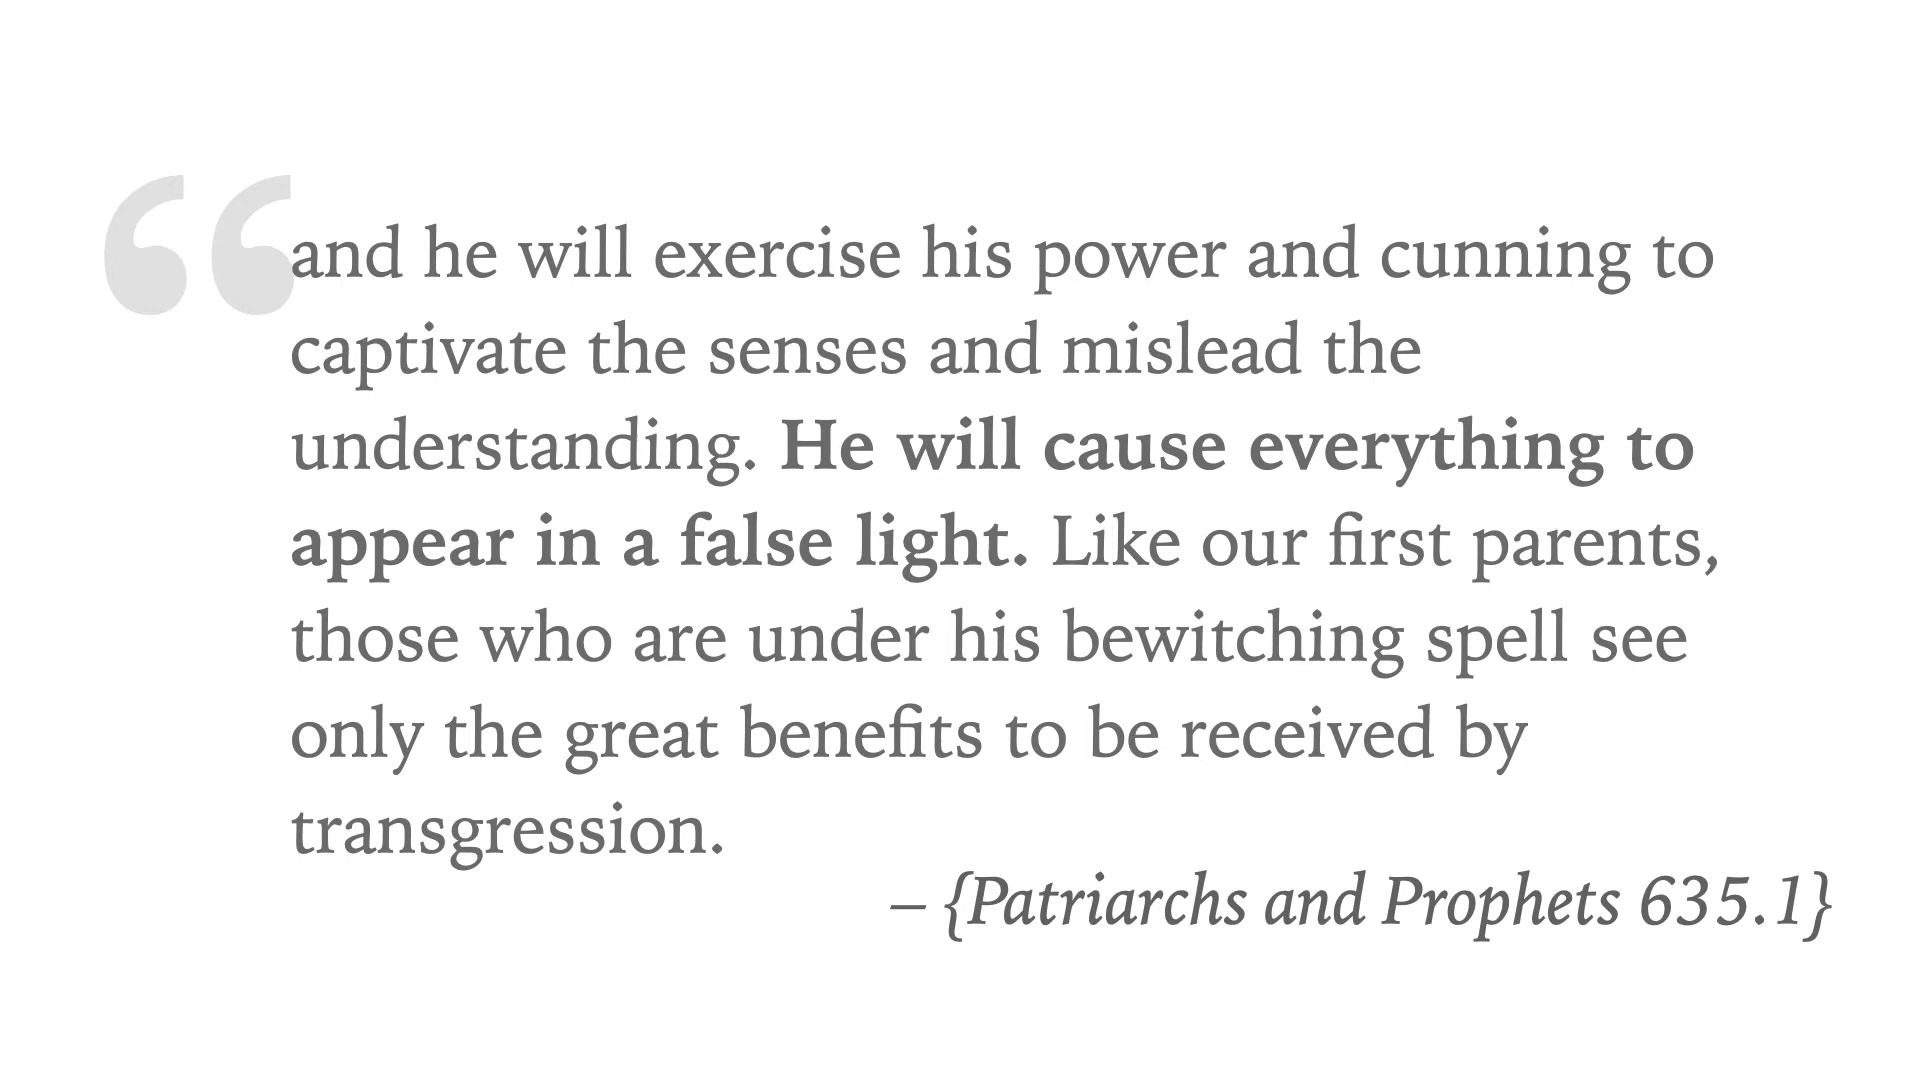 “and he will exercise his power and cunning to
captivate the senses and mislead the
understanding. He will cause everything to
appear in a false light. Like our first parents,
those who are under his bewitching spell see
only the great benefits to be received by
transgression.
– {Patriarchs and Prophets 635.1}